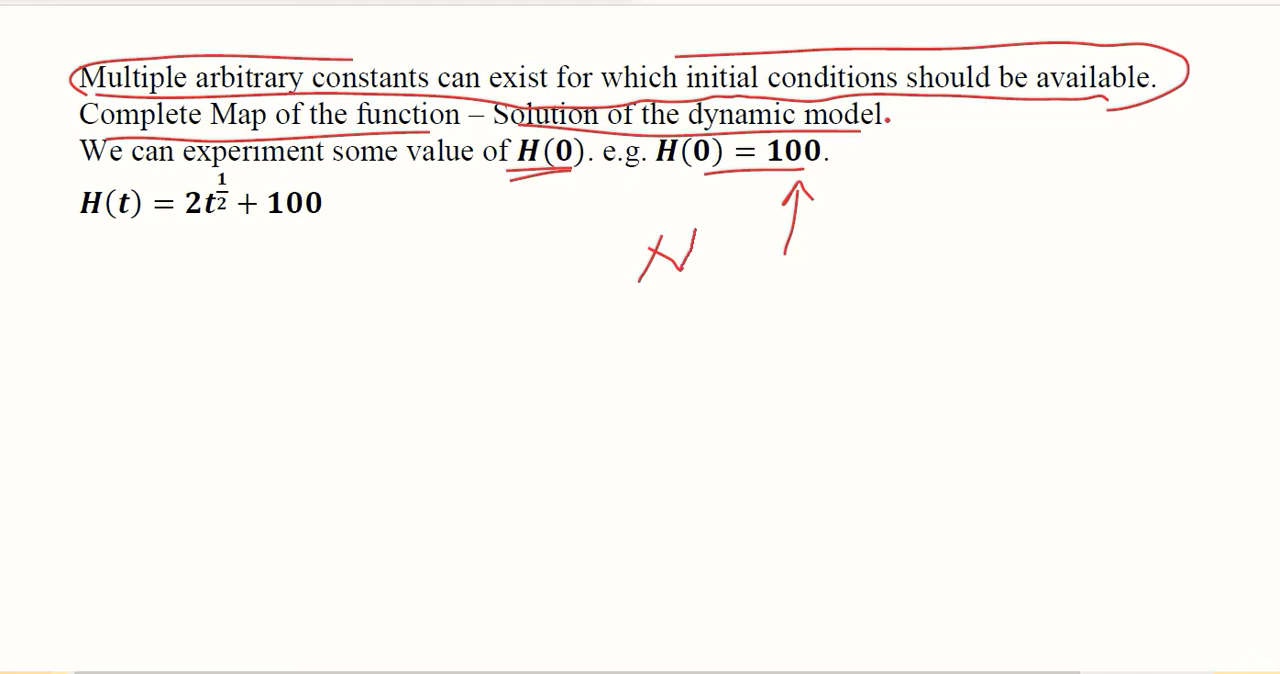 Multiple arbitrary constants can exist for which initial conditions should be available.
Complete Map of the function – Solution of the dynamic model.
We can experiment some value of H(0). e.g. H(0) = 100.
H(t) = 2t^{1/2} + 100